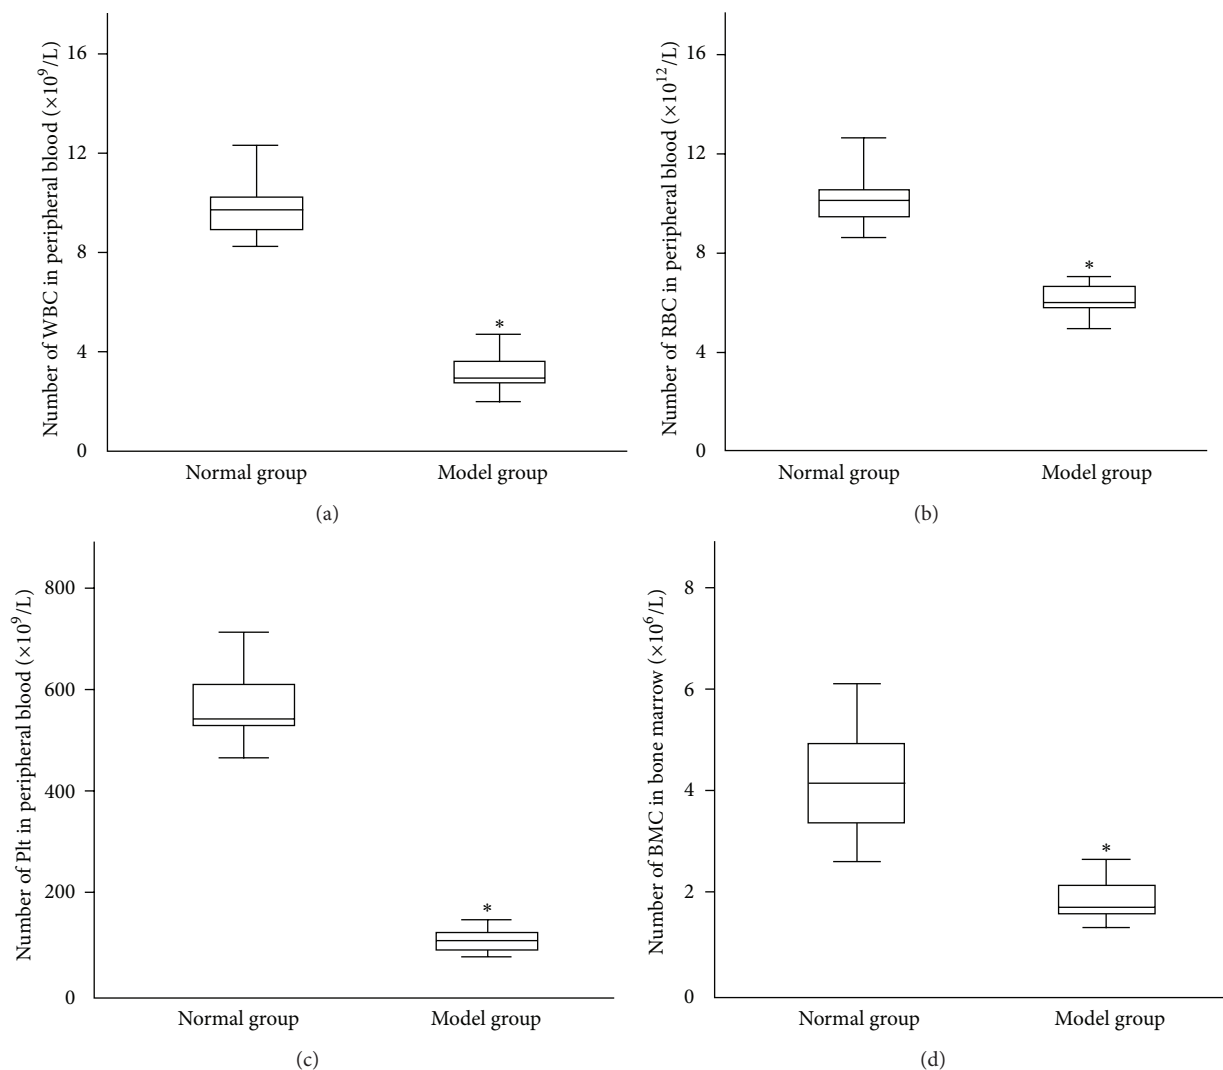 Number of WBC in peripheral blood (×10⁹/L)
16
12
8
4
0
*
Normal group
Model group
(a)
Number of RBC in peripheral blood (×10¹²/L)
16
12
8
4
0
*
Normal group
Model group
(b)
Number of Plt in peripheral blood (×10⁹/L)
800
600
400
200
0
*
Normal group
Model group
(c)
Number of BMC in bone marrow (×10⁶/L)
8
6
4
2
0
*
Normal group
Model group
(d)